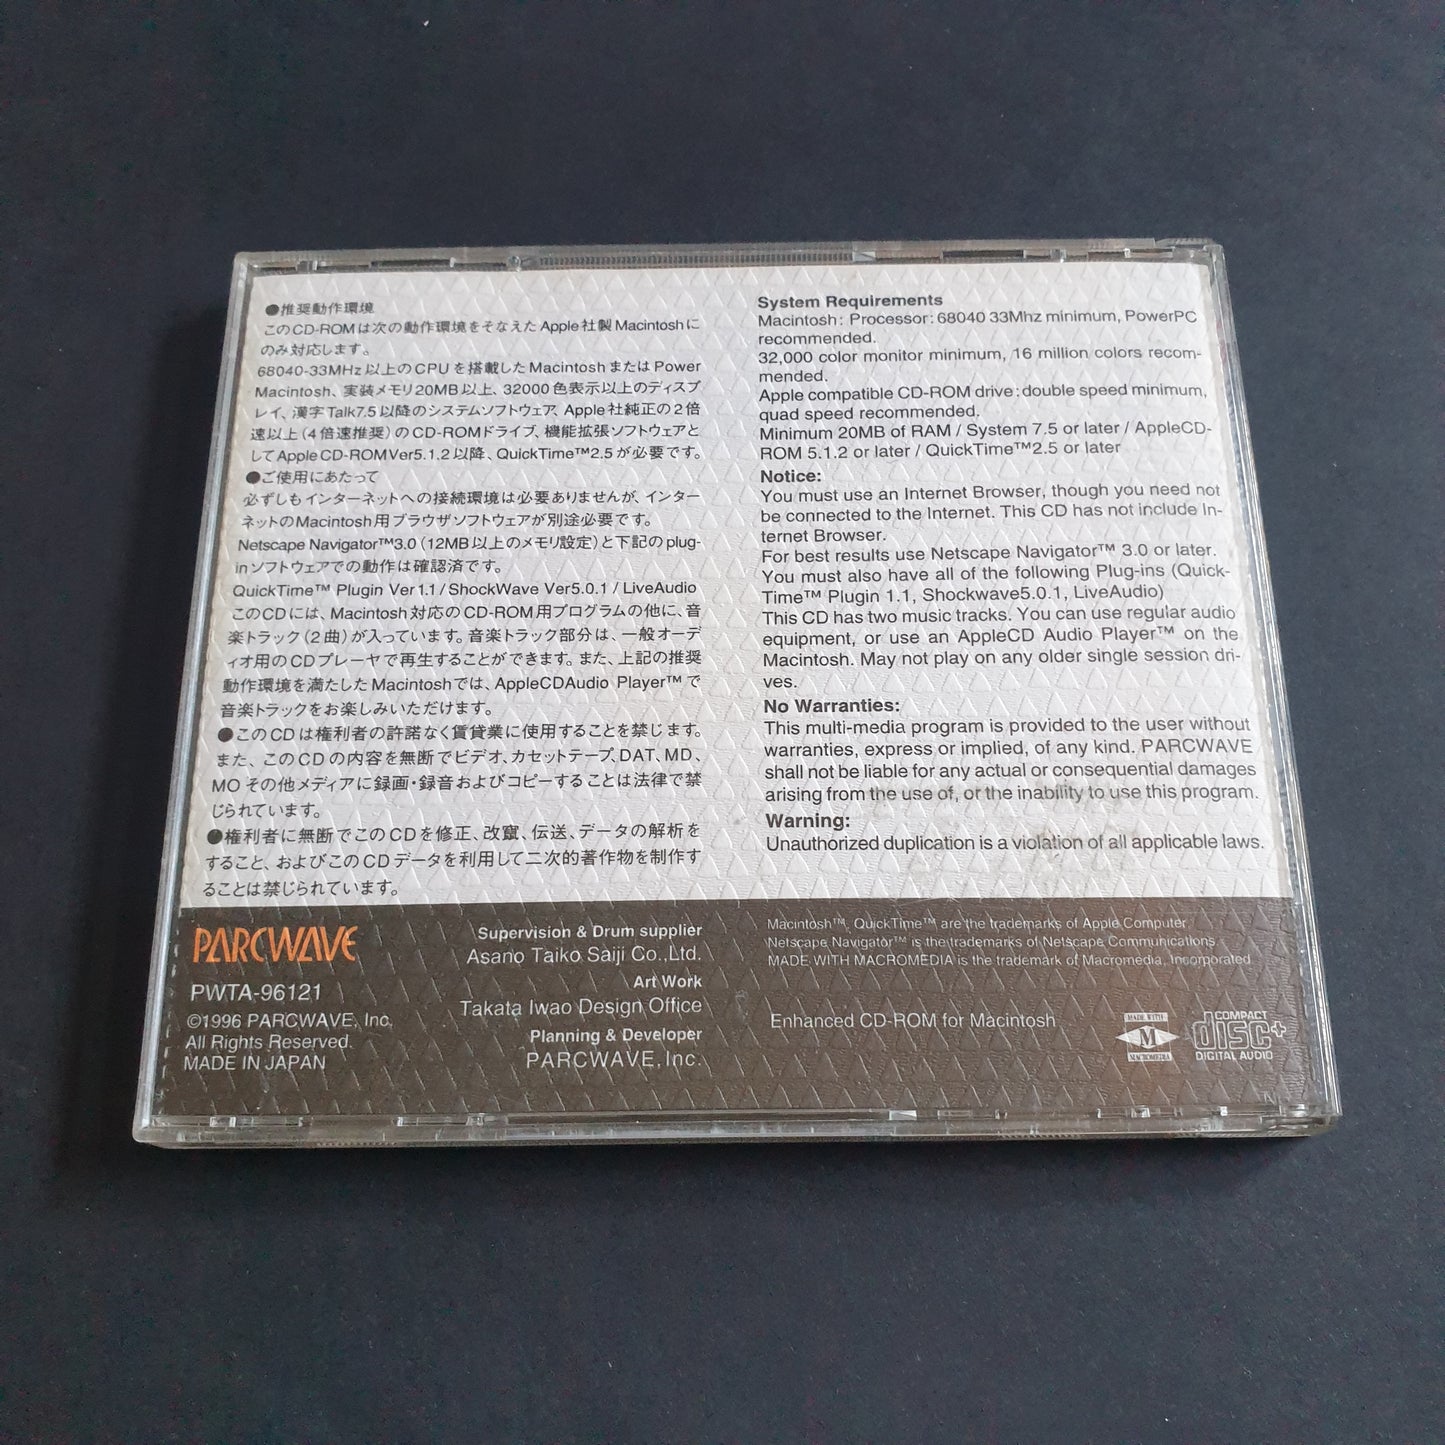 ●推奨動作環境
このCD-ROMは次の動作環境をそなえたApple社製Macintoshに
のみ対応します。
68040-33MHz以上のCPUを搭載したMacintoshまたはPower
Macintosh、実装メモリ20MB以上、32000色表示以上のディスプ
レイ、漢字Talk7.5以降のシステムソフトウェア、Apple社純正の2倍
速以上(4倍速推奨)のCD-ROMドライブ、機能拡張ソフトウェアと
してApple CD-ROMVer5.1.2以降、QuickTime™2.5が必要です。
●ご使用にあたって
必ずしもインターネットへの接続環境は必要ありませんが、インター
ネットのMacintosh用ブラウザソフトウェアが別途必要です。
Netscape Navigator™3.0(12MB以上のメモリ設定)と下記のplug-
inソフトウェアでの動作は確認済です。
QuickTime™ Plugin Ver1.1/ShockWave Ver5.0.1/LiveAudio
このCDには、Macintosh対応のCD-ROM用プログラムの他に、音
楽トラック(2曲)が入っています。音楽トラック部分は、一般オーデ
ィオ用のCDプレーヤで再生することができます。また、上記の推奨
動作環境を満たしたMacintoshでは、AppleCDAudio Player™で
音楽トラックをお楽しみいただけます。
●このCDは権利者の許諾なく賃貸業に使用することを禁じます。
また、このCDの内容を無断でビデオ、カセットテープ、DAT、MD、
MOその他メディアに録画・録音およびコピーすることは法律で禁
じられています。
●権利者に無断でこのCDを修正、改竄、伝送、データの解析を
すること、およびこのCDデータを利用して二次的著作物を制作す
ることは禁じられています。
System Requirements
Macintosh: Processor: 68040 33Mhz minimum, PowerPC
recommended.
32,000 color monitor minimum, 16 million colors recom-
mended.
Apple compatible CD-ROM drive: double speed minimum,
quad speed recommended.
Minimum 20MB of RAM / System 7.5 or later / AppleCD-
ROM 5.1.2 or later / QuickTime™2.5 or later
Notice:
You must use an Internet Browser, though you need not
be connected to the Internet. This CD has not include In-
ternet Browser.
For best results use Netscape Navigator™ 3.0 or later.
You must also have all of the following Plug-ins (Quick-
Time™ Plugin 1.1, Shockwave5.0.1, LiveAudio)
This CD has two music tracks. You can use regular audio
equipment, or use an AppleCD Audio Player™ on the
Macintosh. May not play on any older single session dri-
ves.
No Warranties:
This multi-media program is provided to the user without
warranties, express or implied, of any kind. PARCWAVE
shall not be liable for any actual or consequential damages
arising from the use of, or the inability to use this program.
Warning:
Unauthorized duplication is a violation of all applicable laws.
PARCWAVE
PWTA-96121
©1996 PARCWAVE, Inc.
All Rights Reserved.
MADE IN JAPAN
Supervision & Drum supplier
Asano Taiko Saiji Co.,Ltd.
Art Work
Takata Iwao Design Office
Planning & Developer
PARCWAVE, Inc.
Macintosh™, QuickTime™ are the trademarks of Apple Computer
Netscape Navigator™ is the trademarks of Netscape Communications.
MADE WITH MACROMEDIA is the trademark of Macromedia, Incorporated
Enhanced CD-ROM for Macintosh
MADE WITH
M
MACROMEDIA
COMPACT
disc+
DIGITAL AUDIO